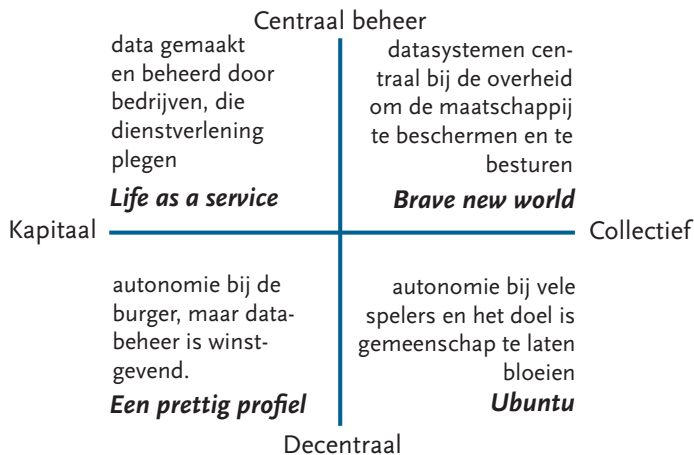 Centraal beheer
data gemaakt
en beheerd door
bedrijven, die
dienstverlening
plegen
Life as a service
datasystemen cen-
traal bij de overheid
om de maatschappij
te beschermen en te
besturen
Brave new world
Kapitaal
Collectief
autonomie bij de
burger, maar data-
beheer is winst-
gevend.
Een prettig profiel
autonomie bij vele
spelers en het doel is
gemeenschap te laten
bloeien
Ubuntu
Decentraal